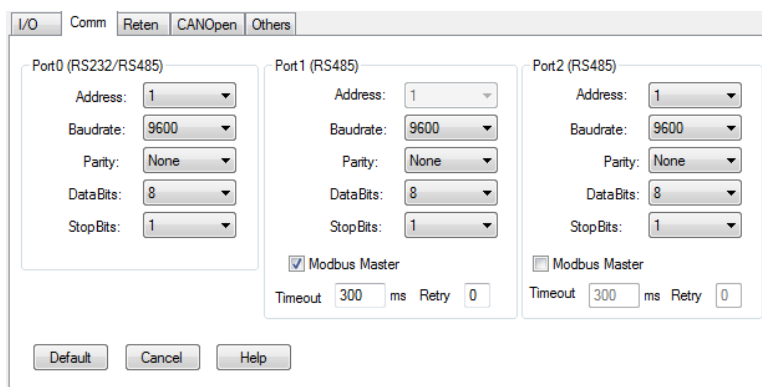 I/O Comm Reten CANOpen Others
Port0 (RS232/RS485) Port1 (RS485) Port2 (RS485)
Address: 1 Address: 1 Address: 1
Baudrate: 9600 Baudrate: 9600 Baudrate: 9600
Parity: None Parity: None Parity: None
DataBits: 8 DataBits: 8 DataBits: 8
StopBits: 1 StopBits: 1 StopBits: 1
Modbus Master Modbus Master
Timeout 300 ms Retry 0 Timeout 300 ms Retry 0
Default Cancel Help